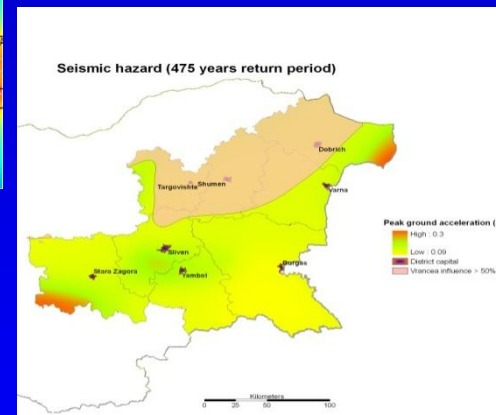 Seismic hazard (475 years return period)
Dobrich
Targovishte
Shumen
Varna
Peak ground acceleration (
High : 0.3
Low : 0.09
District capital
Vrancea influence > 50%
Sliven
Burgas
Stara Zagora
Yambol
Kilometers
0 25 50 100